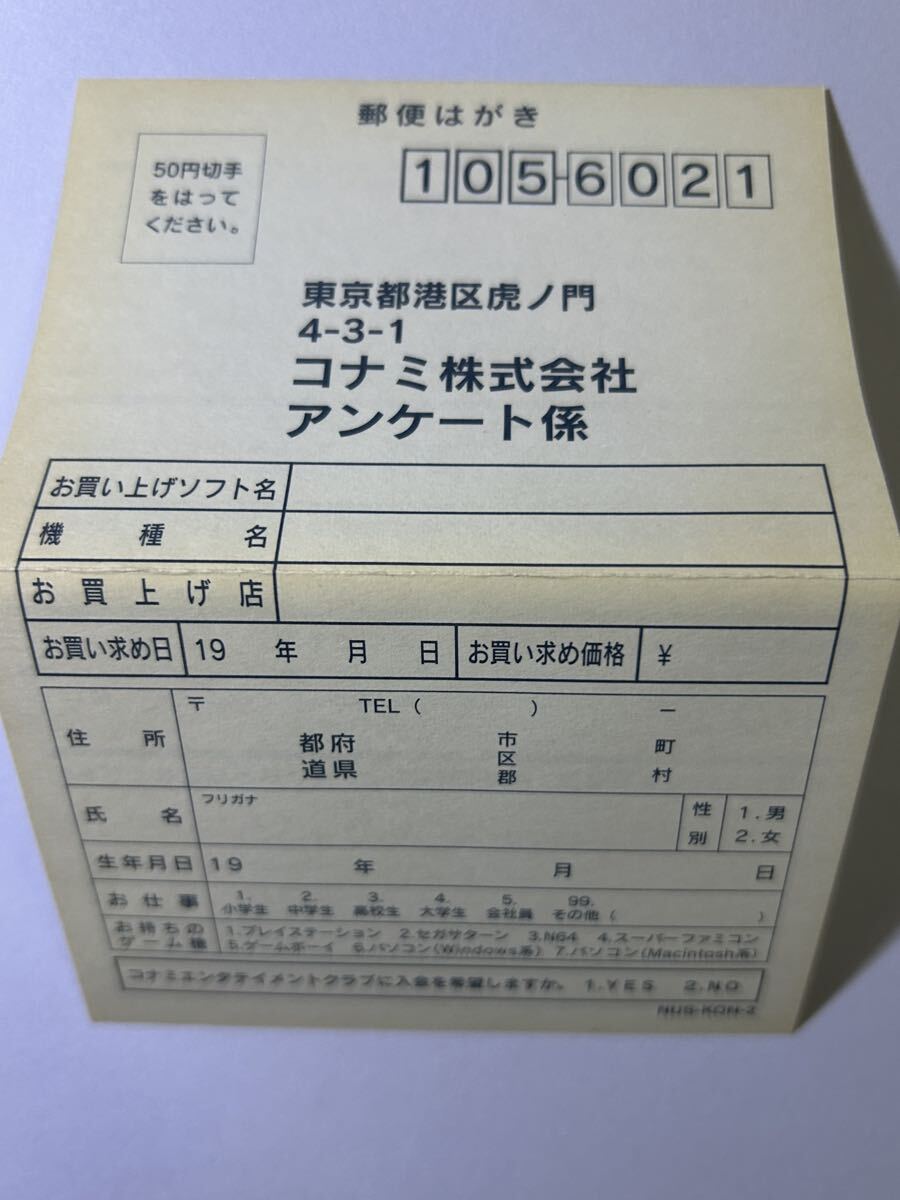 郵便はがき
50円切手
をはって
ください。
105-6021
東京都港区虎ノ門
4-3-1
コナミ株式会社
アンケート係
お買い上げソフト名
機種名
お買上げ店
お買い求め日 19 年 月 日 お買い求め価格 ¥
住所 〒 TEL ( ) −
都府 市 町
道県 区 村
郡
氏名 フリガナ 性別 1.男 2.女
生年月日 19 年 月 日
お仕事 1.小学生 2.中学生 3.高校生 4.大学生 5.会社員 99.その他 ( )
お持ちの 1.プレイステーション 2.セガサターン 3.N64 4.スーパーファミコン
ゲーム機 5.ゲームボーイ 6.パソコン(Windows系) 7.パソコン(Macintosh系)
コナミエンタテイメントクラブに入会を希望しますか。 1.YES 2.NO
NUS-KON-2